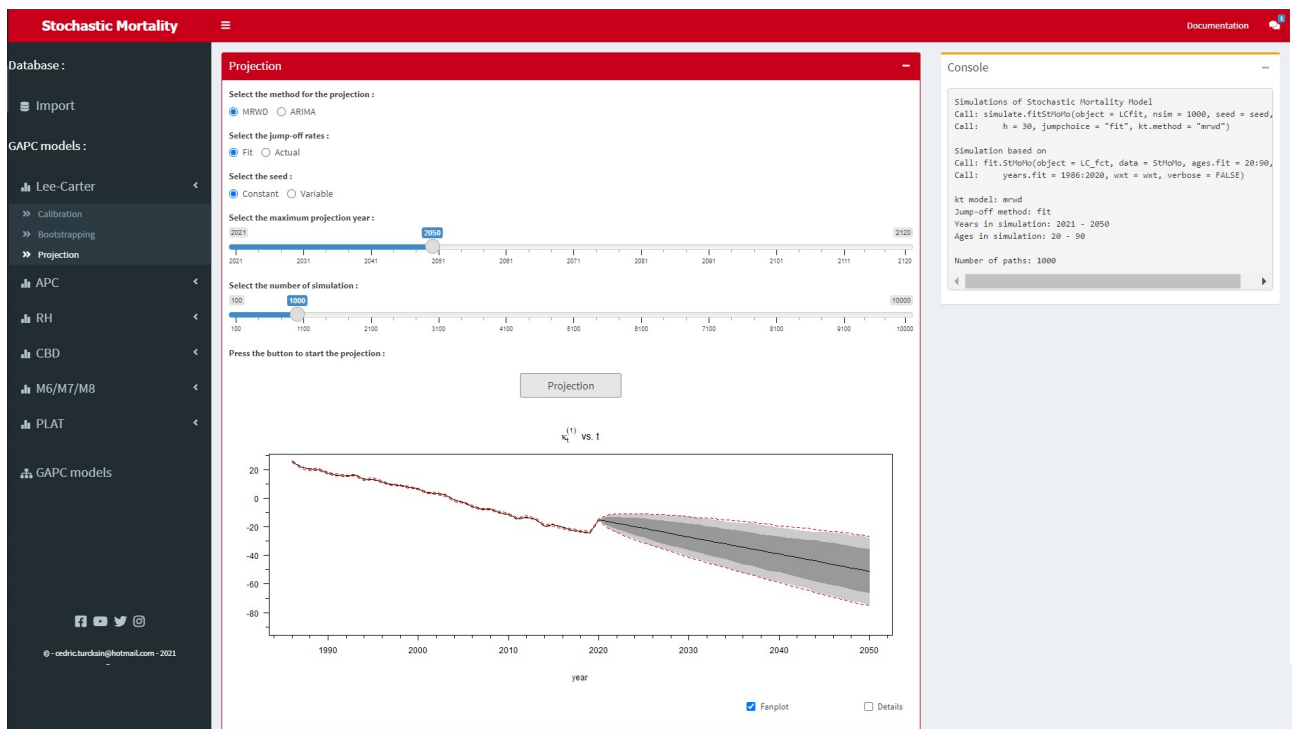 Stochastic Mortality
Documentation
1
Database :
Import
GAPC models :
Lee-Carter
Calibration
Bootstrapping
Projection
APC
RH
CBD
M6/M7/M8
PLAT
GAPC models
© - cedric.turcksin@hotmail.com - 2021
Projection
Select the method for the projection :
MRWD ARIMA
Select the jump-off rates :
Fit Actual
Select the seed :
Constant Variable
Select the maximum projection year :
2021 2050 2120
2021 2031 2041 2051 2061 2071 2081 2091 2101 2111 2120
Select the number of simulation :
100 1000 10000
100 1100 2100 3100 4100 5100 6100 7100 8100 9100 10000
Press the button to start the projection :
Projection
κt(1) vs. t
20
0
-20
-40
-60
-80
1990 2000 2010 2020 2030 2040 2050
year
Fanplot Details
Console
Simulations of Stochastic Mortality Model
Call: simulate.fitStMoMo(object = LCfit, nsim = 1000, seed = seed,
Call: h = 30, jumpchoice = "fit", kt.method = "mrwd")
Simulation based on
Call: fit.StMoMo(object = LC_fct, data = StMoMo, ages.fit = 20:90,
Call: years.fit = 1986:2020, wxt = wxt, verbose = FALSE)
kt model: mrwd
Jump-off method: fit
Years in simulation: 2021 - 2050
Ages in simulation: 20 - 90
Number of paths: 1000